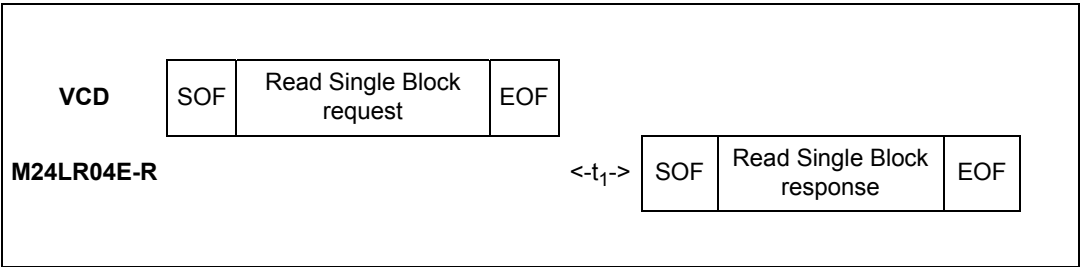 VCD SOF Read Single Block EOF
request
M24LR04E-R <-t₁-> SOF Read Single Block EOF
response